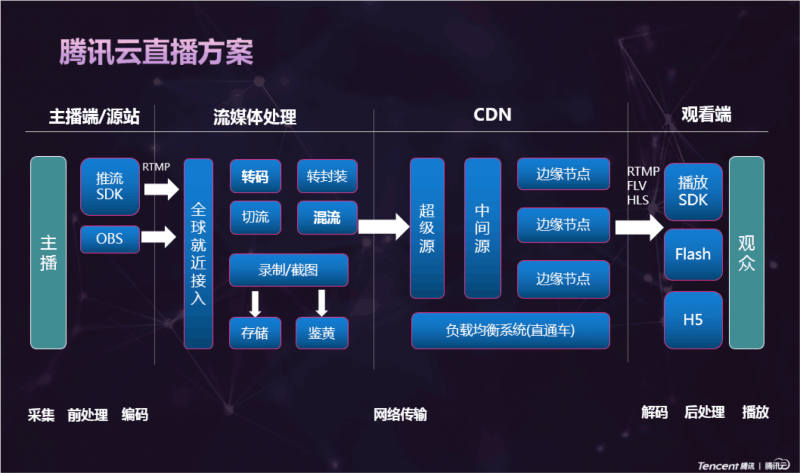 腾讯云直播方案
主播端/源站
流媒体处理
CDN
观看端
主播
推流
SDK
OBS
RTMP
全球就近接入
转码
转封装
切流
混流
录制/截图
存储
鉴黄
超级源
中间源
边缘节点
边缘节点
边缘节点
负载均衡系统(直通车)
RTMP
FLV
HLS
播放
SDK
Flash
H5
观众
采集 前处理 编码
网络传输
解码 后处理 播放
Tencent 腾讯 | 腾讯云